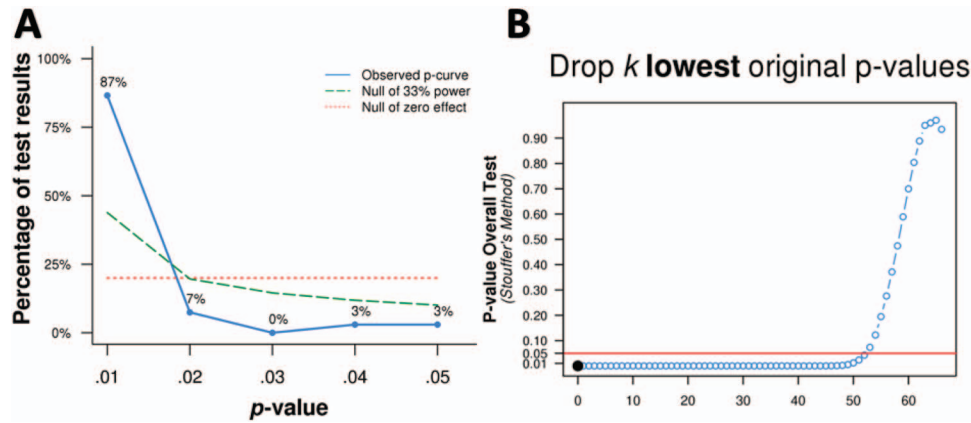 A
100%
87%
Observed p-curve
Null of 33% power
Null of zero effect
75%
50%
25%
7%
0%
3%
3%
0%
Percentage of test results
.01 .02 .03 .04 .05
p-value
B
Drop k lowest original p-values
0.90
0.80
0.70
0.60
0.50
0.40
0.30
0.20
0.10
0.05
0.01
P-value Overall Test
(Stouffer's Method)
0 10 20 30 40 50 60